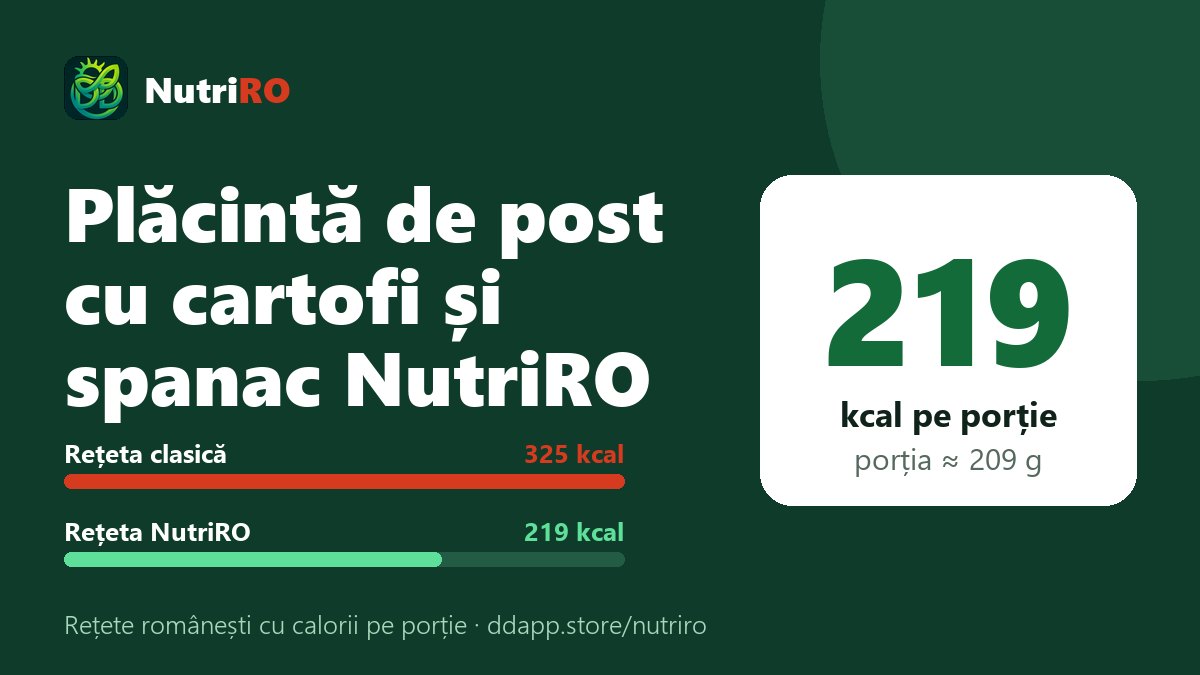 NutriRO
Plăcintă de post
cu cartofi și
spanac NutriRO
Rețeta clasică 325 kcal
Rețeta NutriRO 219 kcal
219
kcal pe porție
porția ≈ 209 g
Rețete românești cu calorii pe porție · ddapp.store/nutriro